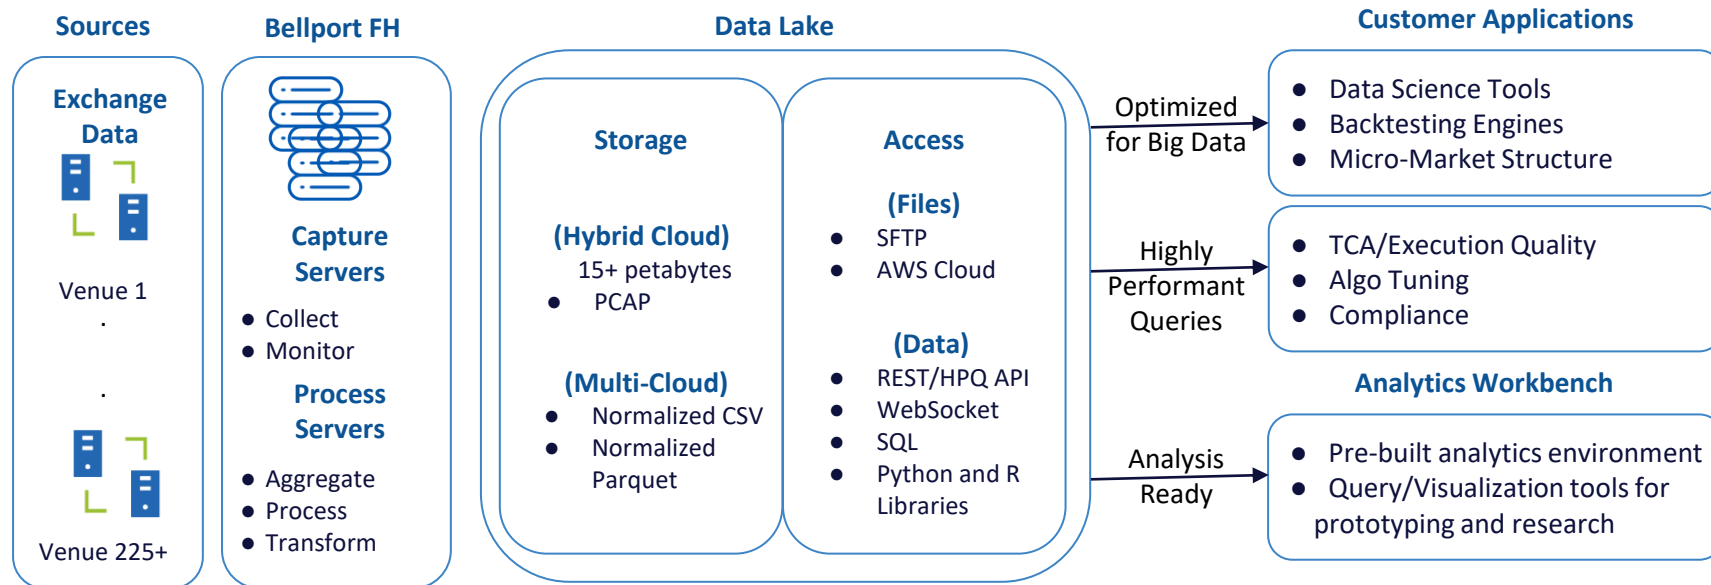 Sources
Exchange
Data
Venue 1
.
.
Venue 225+
Bellport FH
Capture
Servers
● Collect
● Monitor
Process
Servers
● Aggregate
● Process
● Transform
Data Lake
Storage
(Hybrid Cloud)
15+ petabytes
● PCAP
(Multi-Cloud)
● Normalized CSV
● Normalized
Parquet
Access
(Files)
● SFTP
● AWS Cloud
(Data)
● REST/HPQ API
● WebSocket
● SQL
● Python and R
Libraries
Optimized
for Big Data
Highly
Performant
Queries
Analysis
Ready
Customer Applications
● Data Science Tools
● Backtesting Engines
● Micro-Market Structure
● TCA/Execution Quality
● Algo Tuning
● Compliance
Analytics Workbench
● Pre-built analytics environment
● Query/Visualization tools for
prototyping and research